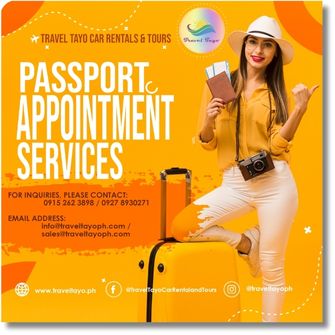 TRAVEL TAYO CAR RENTALS & TOURS
Travel Tayo
PASSPORT
APPOINTMENT
SERVICES
FOR INQUIRIES, PLEASE CONTACT:
0915 262 3898 / 0927 8930271
EMAIL ADDRESS:
info@traveltayoph.com /
sales@traveltayoph.com
www.traveltayo.ph
@TravelTayoCarRentalandTours
@traveltayoph